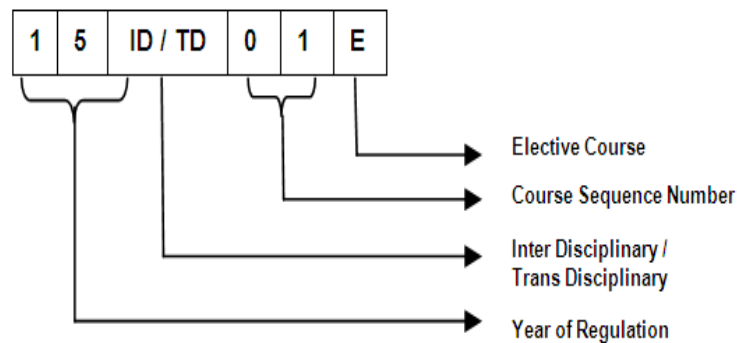 1 5 ID / TD 0 1 E
Elective Course
Course Sequence Number
Inter Disciplinary /
Trans Disciplinary
Year of Regulation